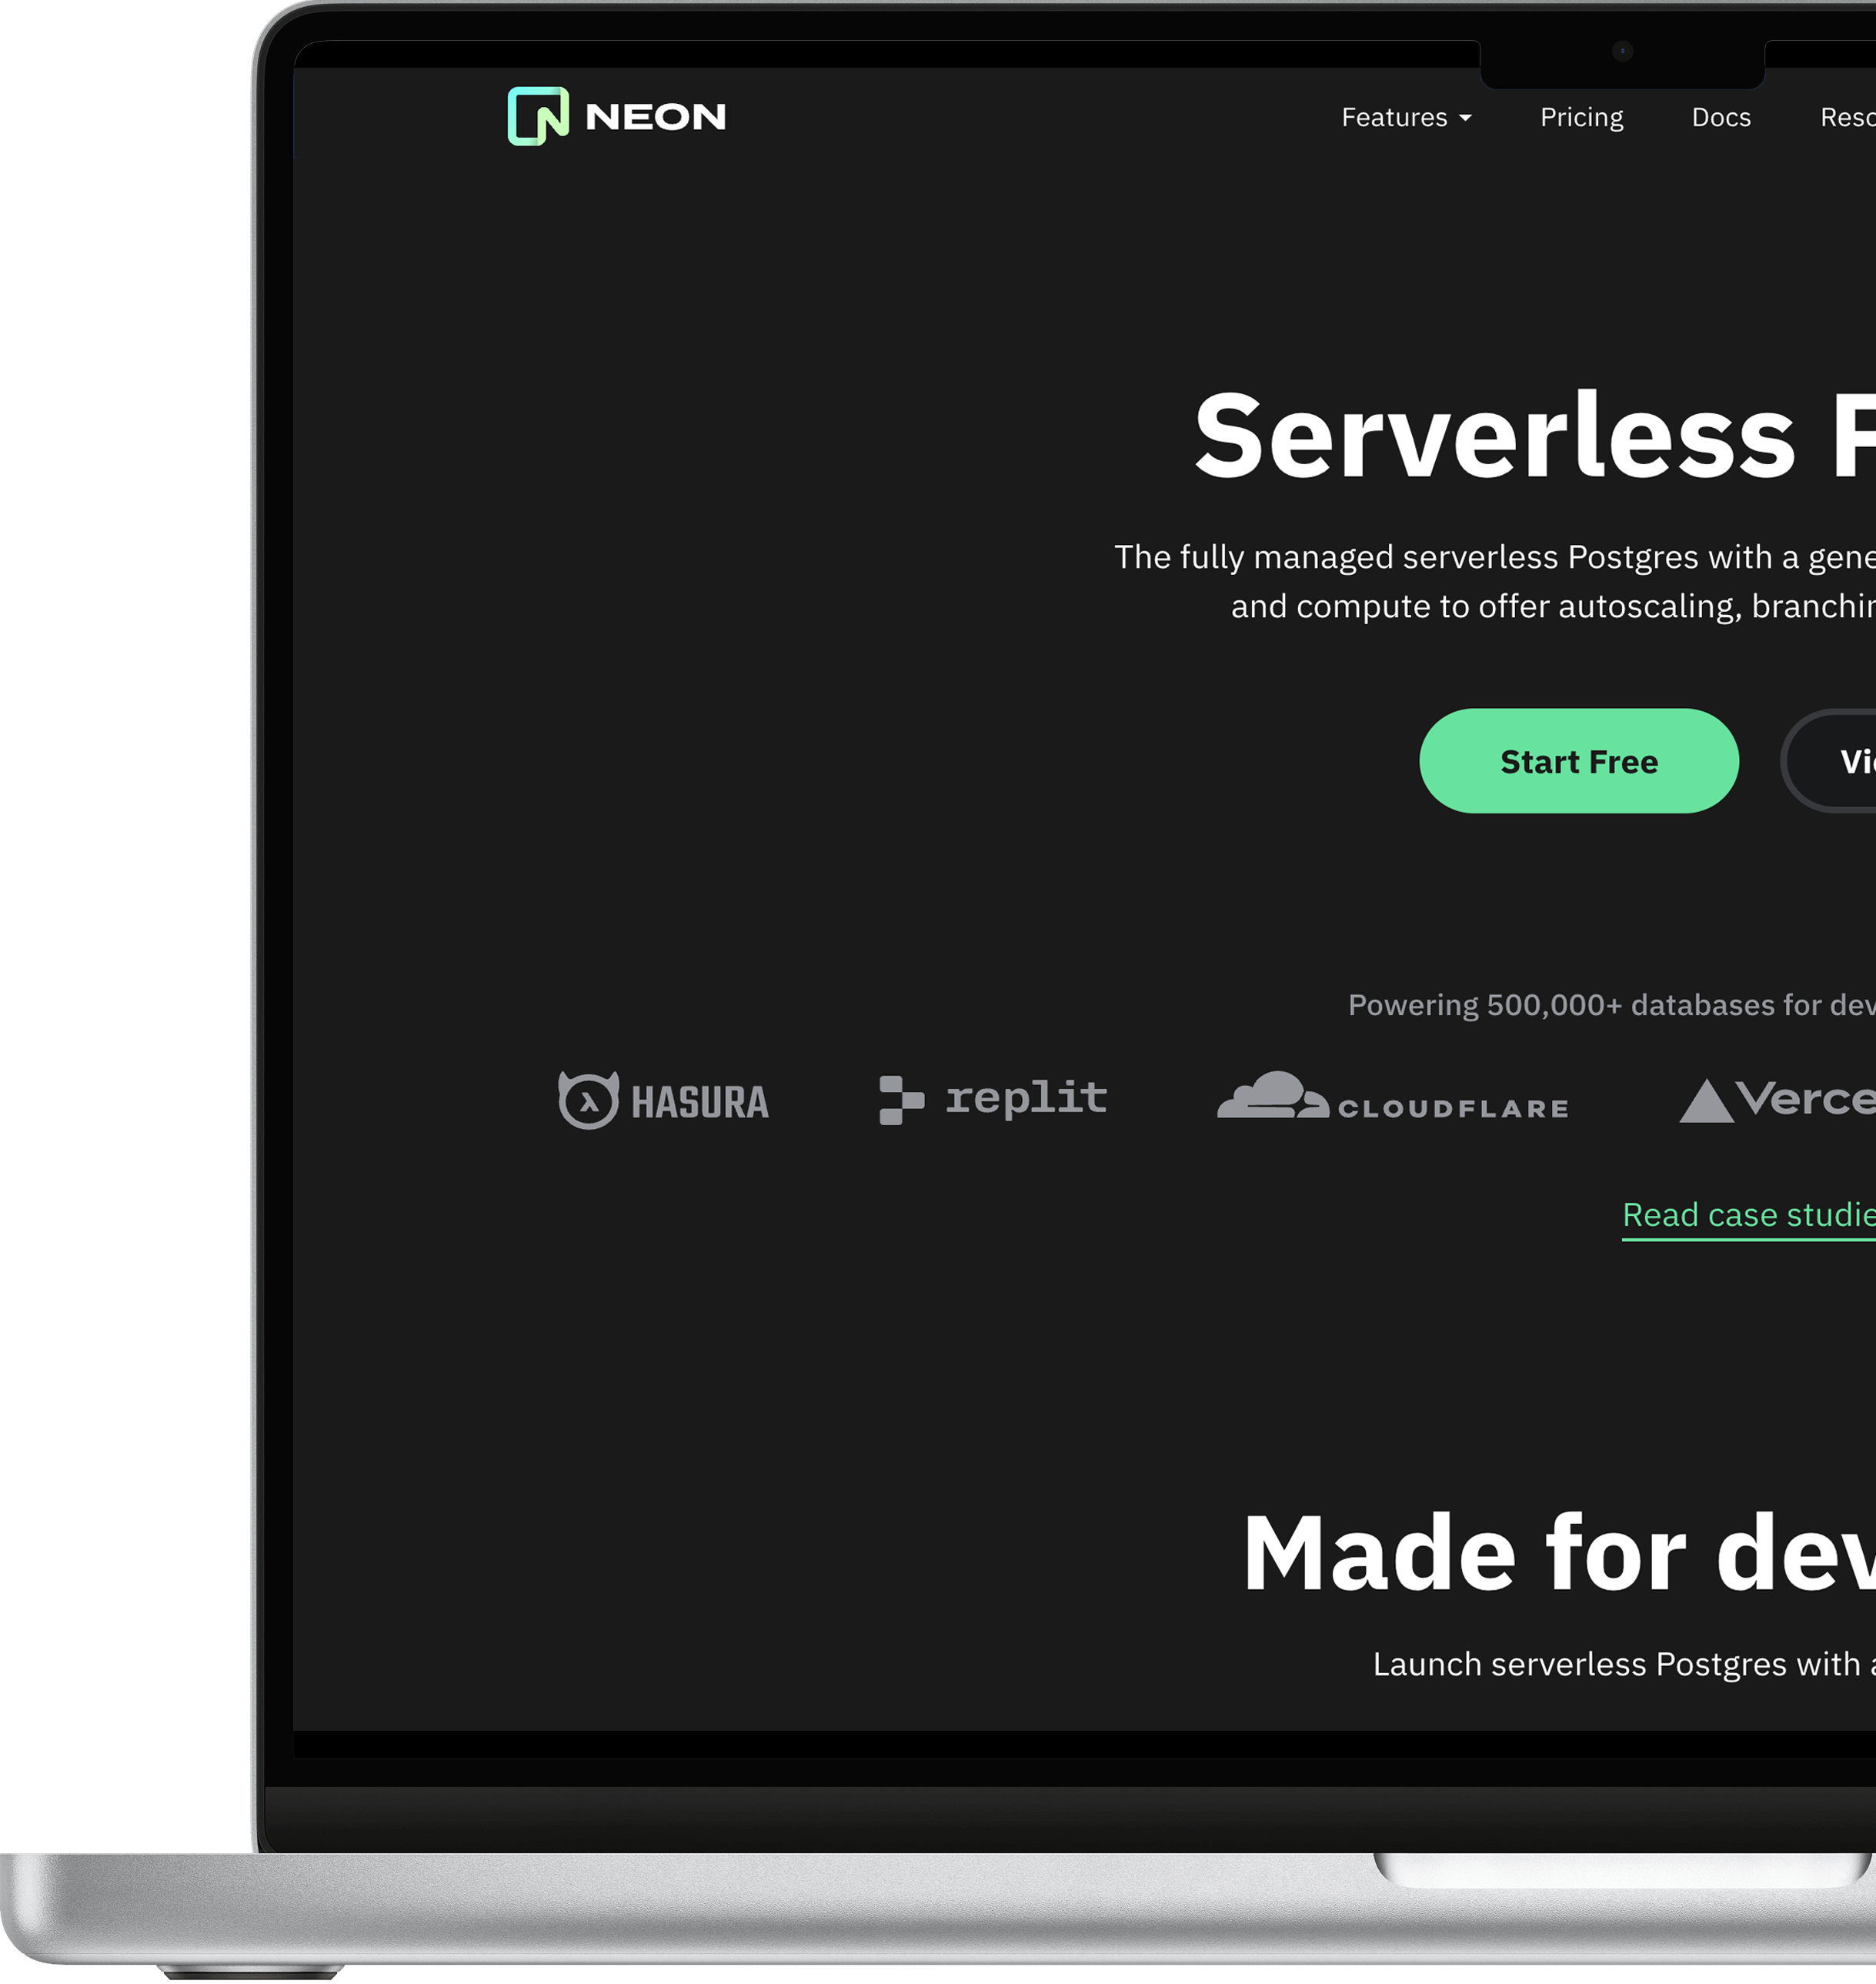 NEON
Features Pricing Docs Reso
Serverless P
The fully managed serverless Postgres with a gene
and compute to offer autoscaling, branchin
Start Free Vi
Powering 500,000+ databases for dev
HASURA replit CLOUDFLARE Verce
Read case studie
Made for dev
Launch serverless Postgres with a